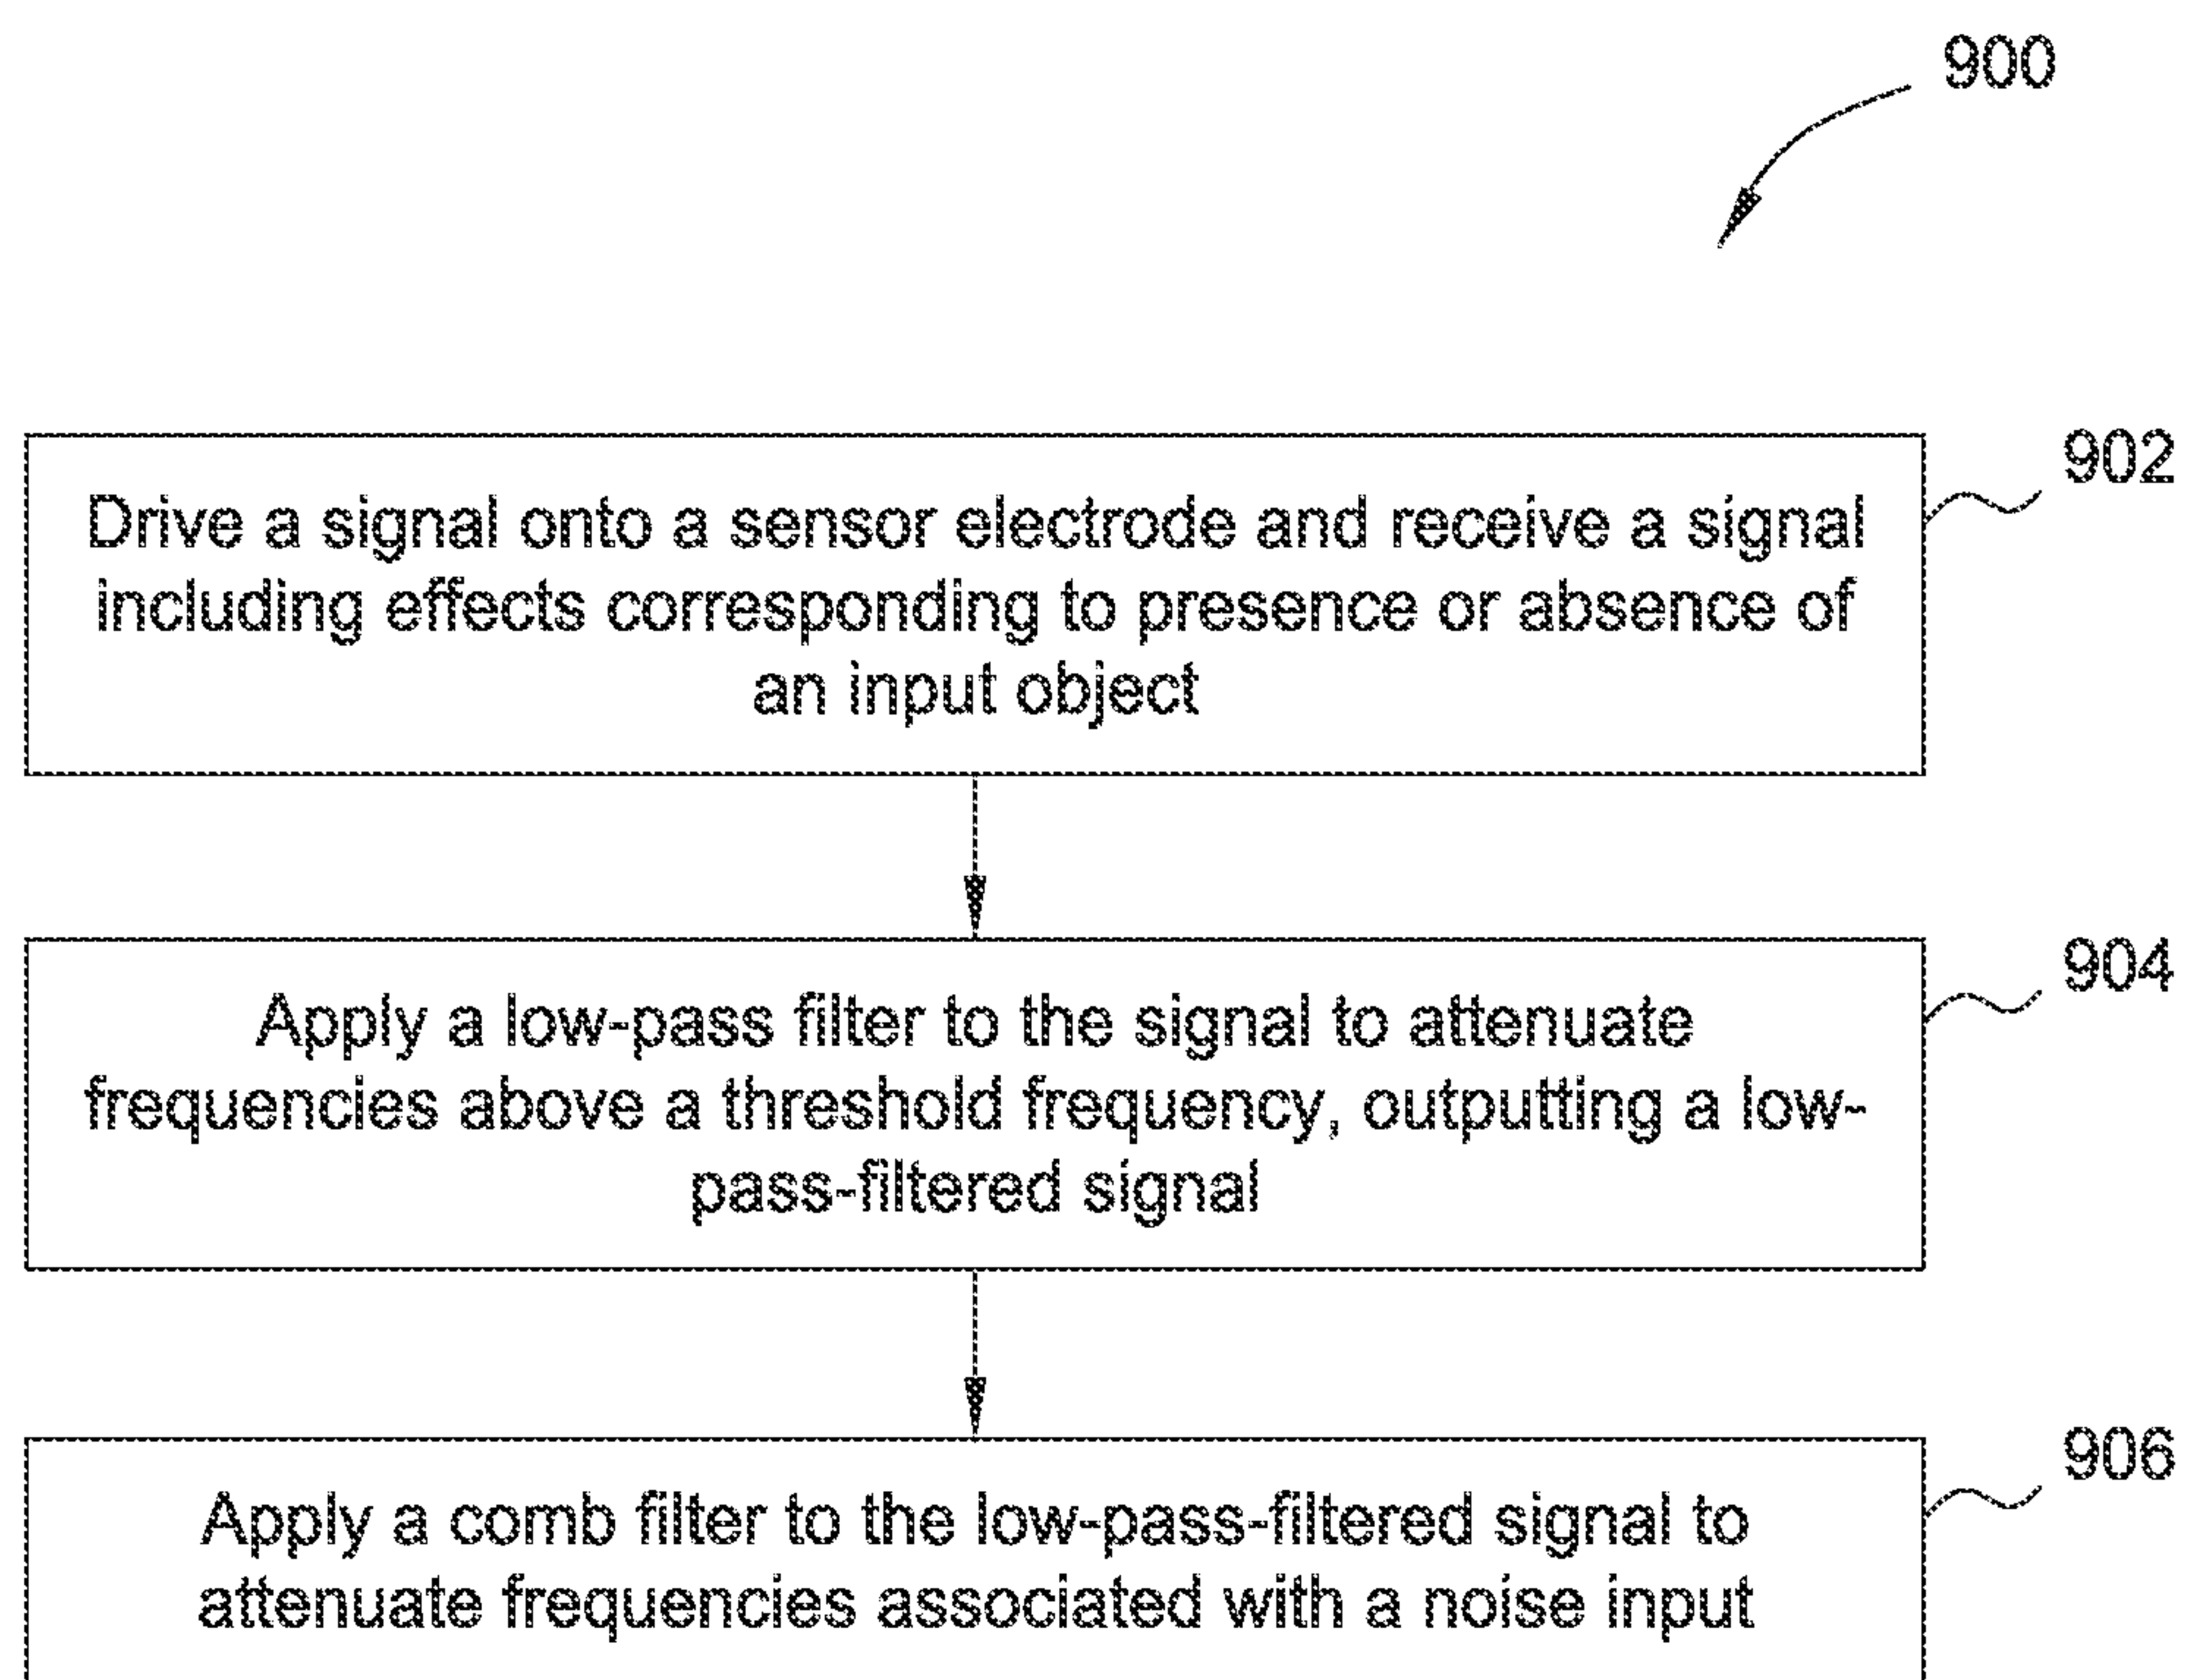 900
902
Drive a signal onto a sensor electrode and receive a signal
including effects corresponding to presence or absence of
an input object
904
Apply a low-pass filter to the signal to attenuate
frequencies above a threshold frequency, outputting a low-
pass-filtered signal
906
Apply a comb filter to the low-pass-filtered signal to
attenuate frequencies associated with a noise input